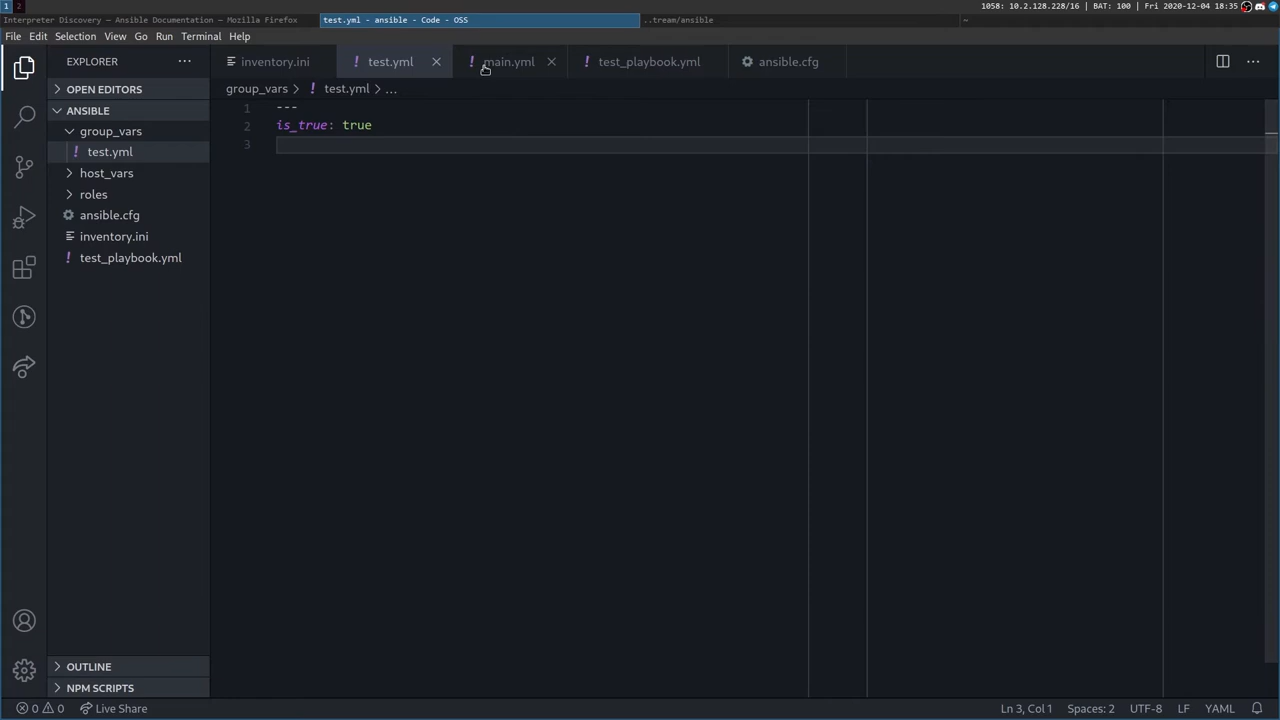 1 2
Interpreter Discovery — Ansible Documentation — Mozilla Firefox
test.yml - ansible - Code - OSS
..tream/ansible
~
1058: 10.2.128.228/16 | BAT: 100 | Fri 2020-12-04 18:35
File Edit Selection View Go Run Terminal Help
EXPLORER
inventory.ini
test.yml
main.yml
test_playbook.yml
ansible.cfg
OPEN EDITORS
group_vars > ! test.yml > ...
ANSIBLE
group_vars
test.yml
host_vars
roles
ansible.cfg
inventory.ini
test_playbook.yml
1 ---
2 is_true: true
3
OUTLINE
NPM SCRIPTS
0 0 Live Share
Ln 3, Col 1 Spaces: 2 UTF-8 LF YAML